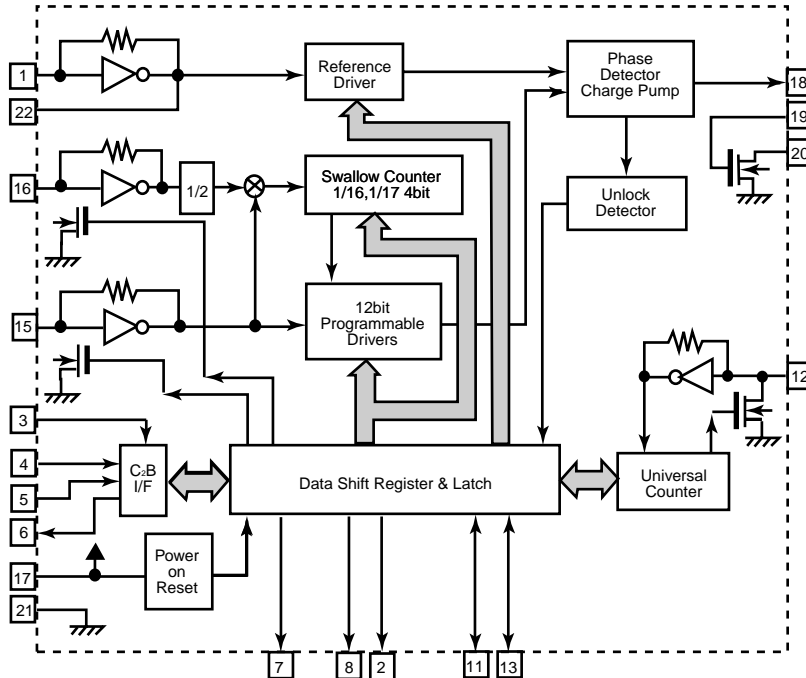 1
Reference
Driver
Phase
Detector
Charge Pump
18
22
19
20
16
1/2
Swallow Counter
1/16,1/17 4bit
Unlock
Detector
15
12bit
Programmable
Drivers
12
3
4
C2B
I/F
5
6
Data Shift Register & Latch
Universal
Counter
17
Power
on
Reset
21
7
8
2
11
13